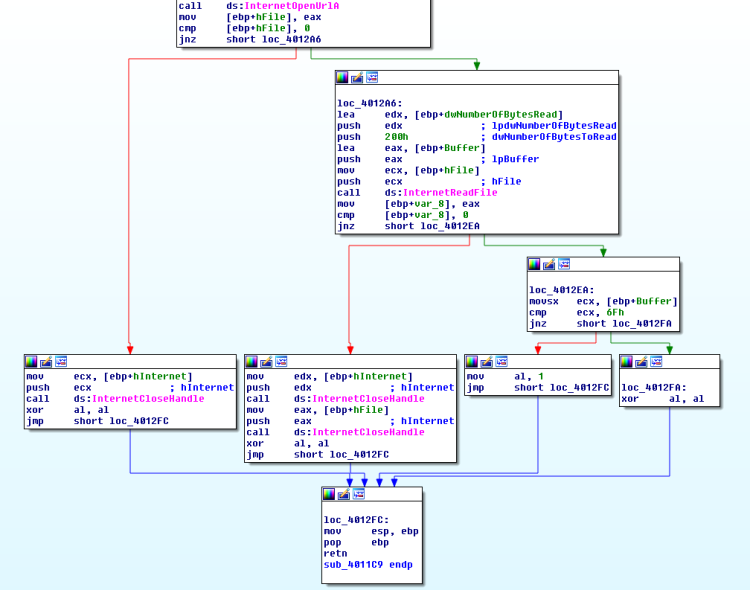 call ds:InternetOpenUrlA
mov [ebp+hFile], eax
cmp [ebp+hFile], 0
jnz short loc_4012A6
loc_4012A6:
lea edx, [ebp+dwNumberOfBytesRead]
push edx ; lpdwNumberOfBytesRead
push 200h ; dwNumberOfBytesToRead
lea eax, [ebp+Buffer]
push eax ; lpBuffer
mov ecx, [ebp+hFile]
push ecx ; hFile
call ds:InternetReadFile
mov [ebp+var_8], eax
cmp [ebp+var_8], 0
jnz short loc_4012EA
loc_4012EA:
movsx ecx, [ebp+Buffer]
cmp ecx, 6Fh
jnz short loc_4012FA
mov ecx, [ebp+hInternet]
push ecx ; hInternet
call ds:InternetCloseHandle
xor al, al
jmp short loc_4012FC
mov edx, [ebp+hInternet]
push edx ; hInternet
call ds:InternetCloseHandle
mov eax, [ebp+hFile]
push eax ; hInternet
call ds:InternetCloseHandle
xor al, al
jmp short loc_4012FC
mov al, 1
jmp short loc_4012FC
loc_4012FA:
xor al, al
loc_4012FC:
mov esp, ebp
pop ebp
retn
sub_4011C9 endp